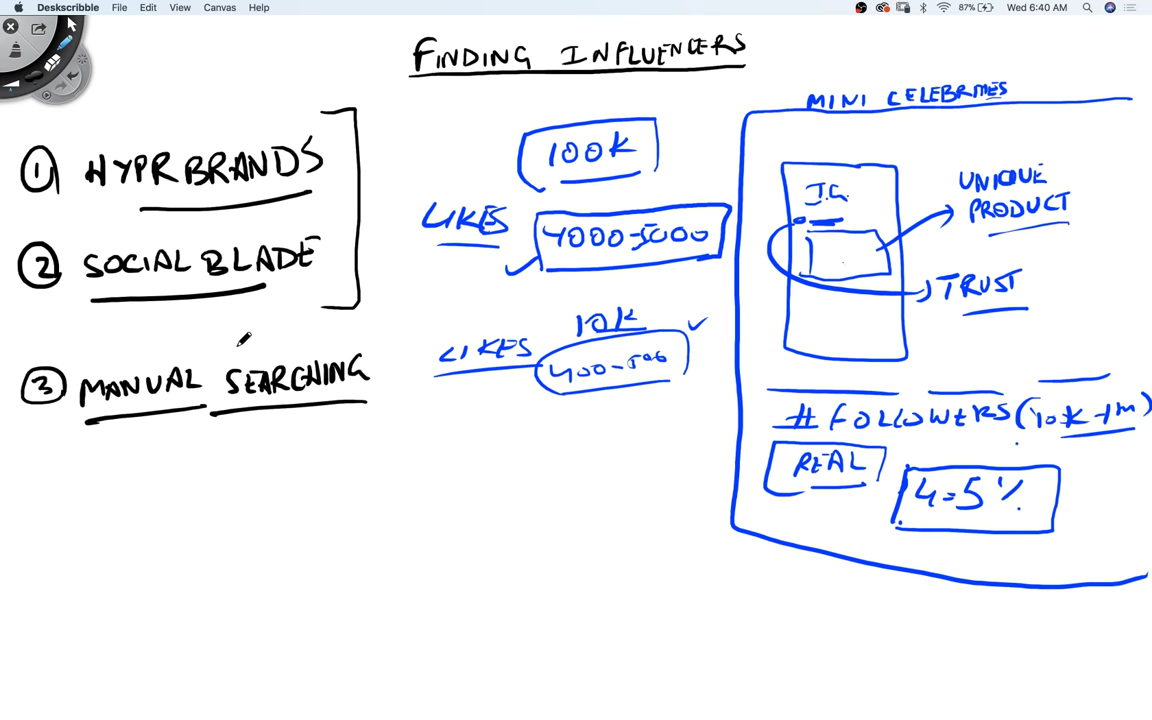 Deskscribble File Edit View Canvas Help
87% Wed 6:40 AM
FINDING INFLUENCERS
① HYPRBRANDS
② SOCIAL BLADE
③ MANUAL SEARCHING
100K
LIKES 4000-5000
10K
LIKES 400-500
MINI CELEBRITIES
I.G.
UNIQUE
PRODUCT
TRUST
# FOLLOWERS (10K-1M)
REAL
4-5%